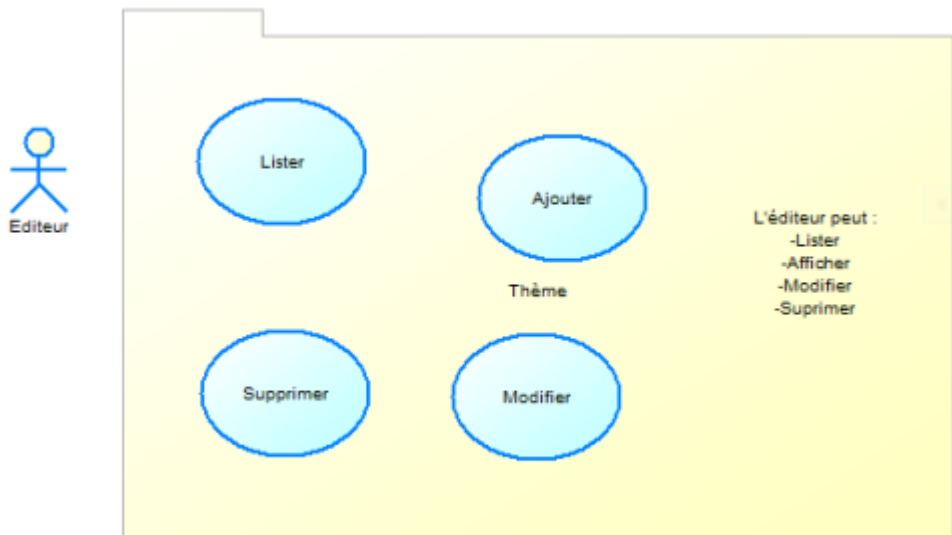 Editeur
Lister
Ajouter
Thème
Supprimer
Modifier
L'éditeur peut :
-Lister
-Afficher
-Modifier
-Suprimer